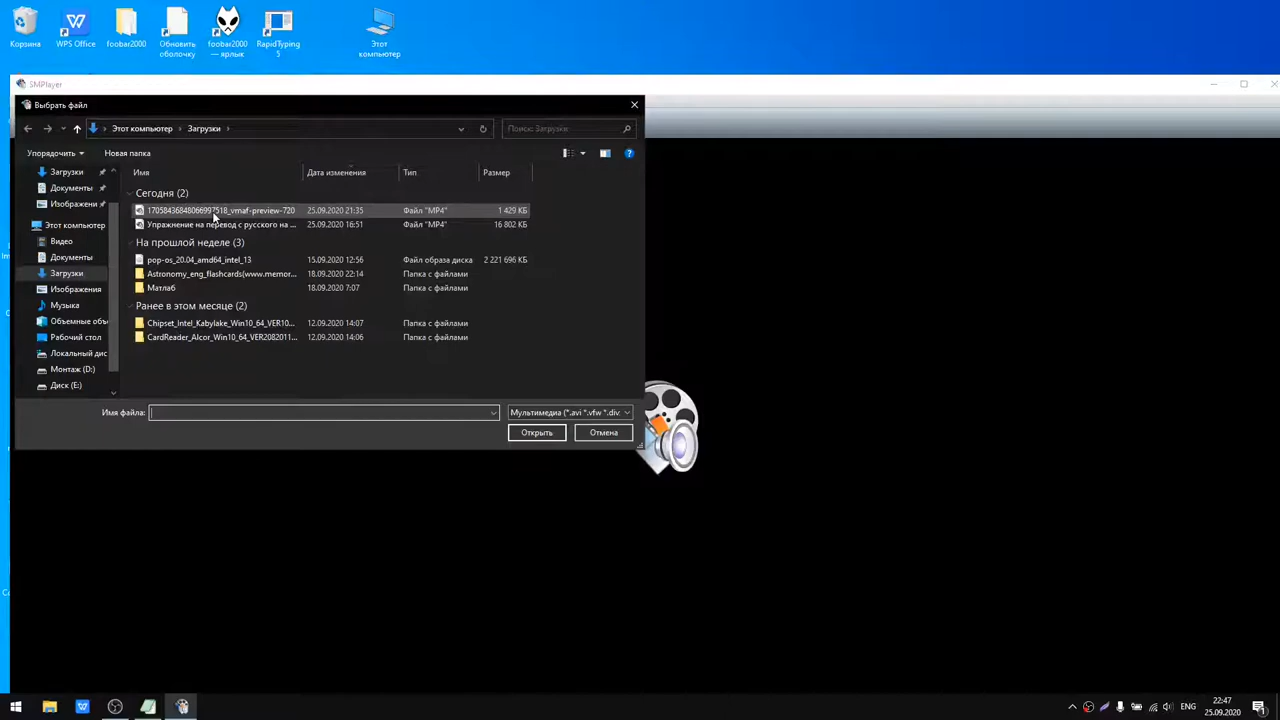 Корзина
WPS Office
foobar2000
Обновить оболочку
foobar2000 — ярлык
RapidTyping 5
Этот компьютер
SMPlayer
Выбрать файл
Этот компьютер
Загрузки
Поиск: Загрузки
Упорядочить
Новая папка
Имя
Дата изменения
Тип
Размер
Загрузки
Документы
Изображени
Этот компьютер
Видео
Документы
Загрузки
Изображения
Музыка
Объемные объ
Рабочий стол
Локальный дис
Монтаж (D:)
Диск (E:)
Сегодня (2)
17058436848066997518_vmaf-preview-720 25.09.2020 21:35 Файл "MP4" 1 429 КБ
Упражнение на перевод с русского на ... 25.09.2020 16:51 Файл "MP4" 16 802 КБ
На прошлой неделе (3)
pop-os_20.04_amd64_intel_13 15.09.2020 12:56 Файл образа диска 2 221 696 КБ
Astronomy_eng_flashcards(www.memor... 18.09.2020 22:14 Папка с файлами
Матлаб 18.09.2020 7:07 Папка с файлами
Ранее в этом месяце (2)
Chipset_Intel_Kabylake_Win10_64_VER10... 12.09.2020 14:07 Папка с файлами
CardReader_Alcor_Win10_64_VER2082011... 12.09.2020 14:06 Папка с файлами
Имя файла:
Мультимедиа (*.avi *.vfw *.div
Открыть
Отмена
ENG
22:47
25.09.2020
1